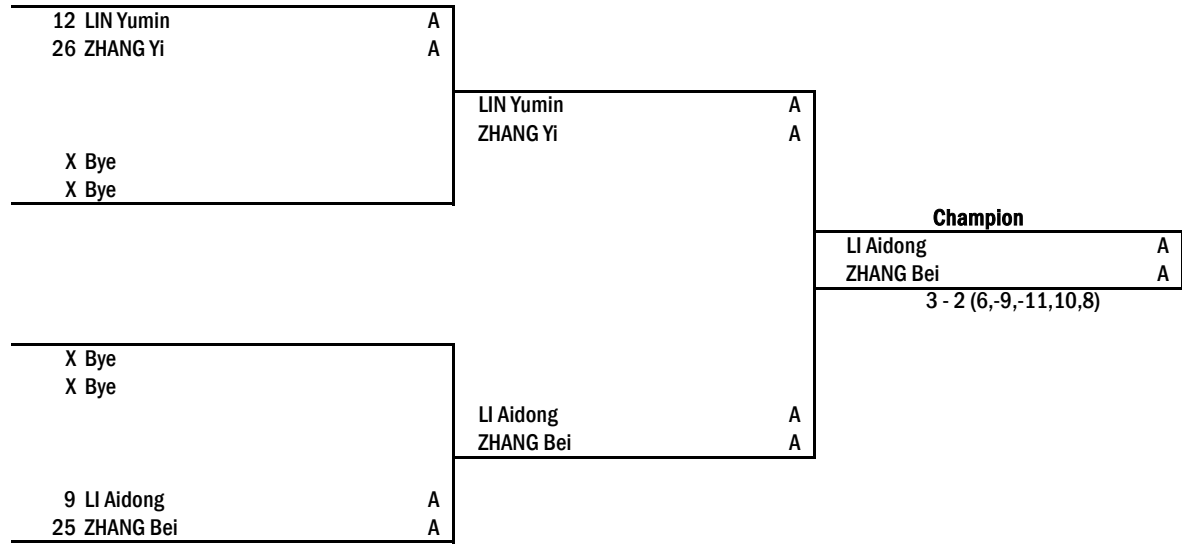 12 LIN Yumin A
26 ZHANG Yi A
LIN Yumin A
ZHANG Yi A
X Bye
X Bye
Champion
LI Aidong A
ZHANG Bei A
3 - 2 (6,-9,-11,10,8)
X Bye
X Bye
LI Aidong A
ZHANG Bei A
9 LI Aidong A
25 ZHANG Bei A